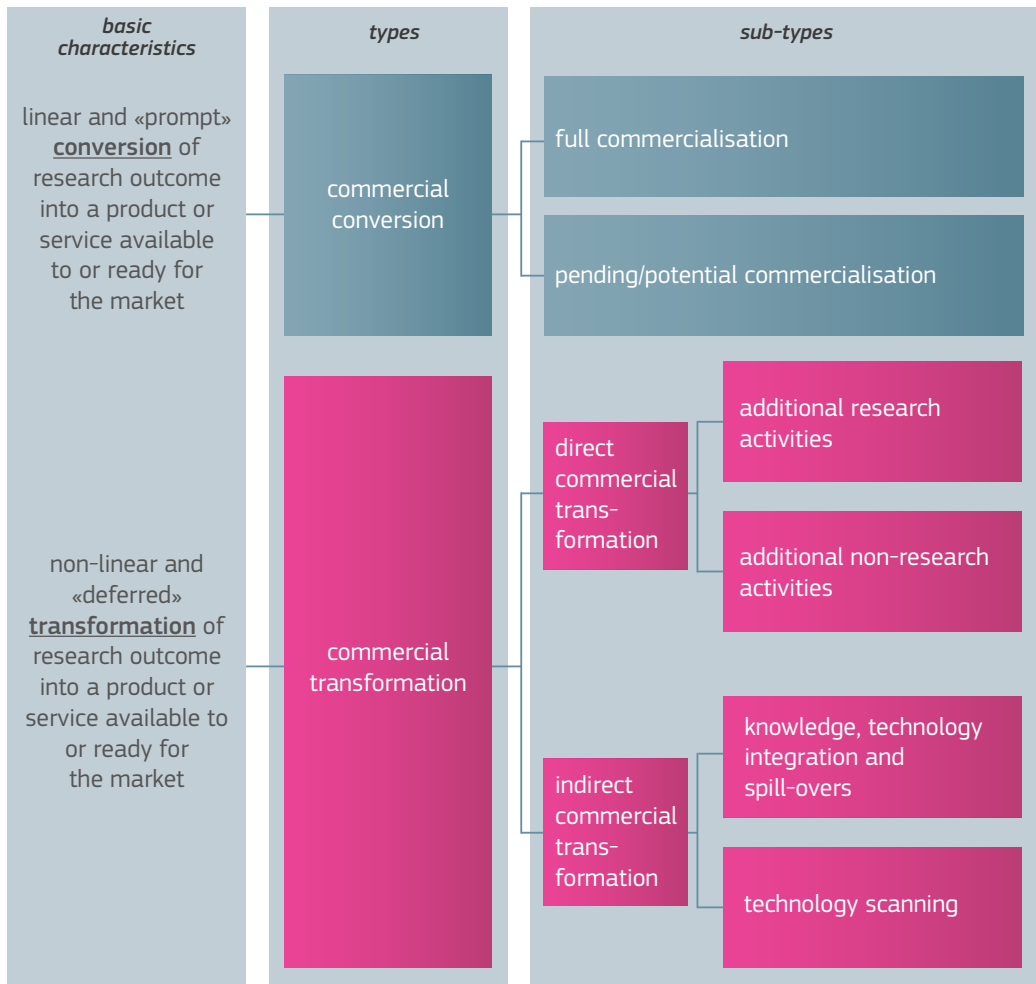 basic
characteristics
types
sub-types
linear and «prompt»
conversion of
research outcome
into a product or
service available
to or ready for
the market
commercial
conversion
full commercialisation
pending/potential commercialisation
non-linear and
«deferred»
transformation of
research outcome
into a product or
service available to
or ready for
the market
commercial
transformation
direct
commercial
trans-
formation
additional research
activities
additional non-research
activities
indirect
commercial
trans-
formation
knowledge, technology
integration and
spill-overs
technology scanning